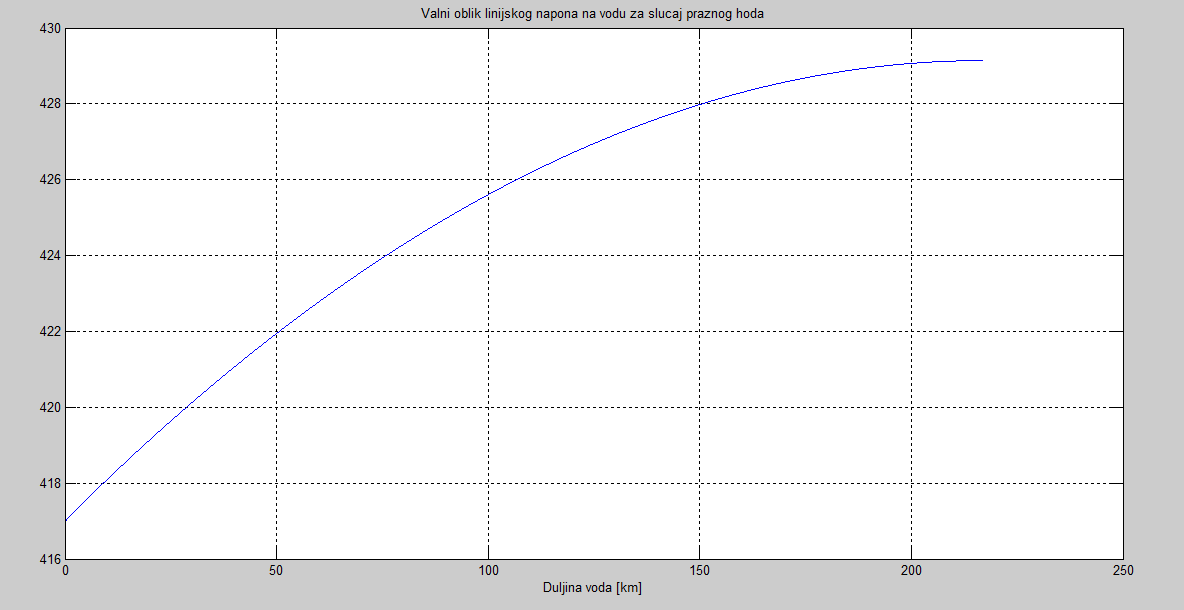 Valni oblik linijskog napona na vodu za slucaj praznog hoda
430
428
426
424
422
420
418
416
0 50 100 150 200 250
Duljina voda [km]